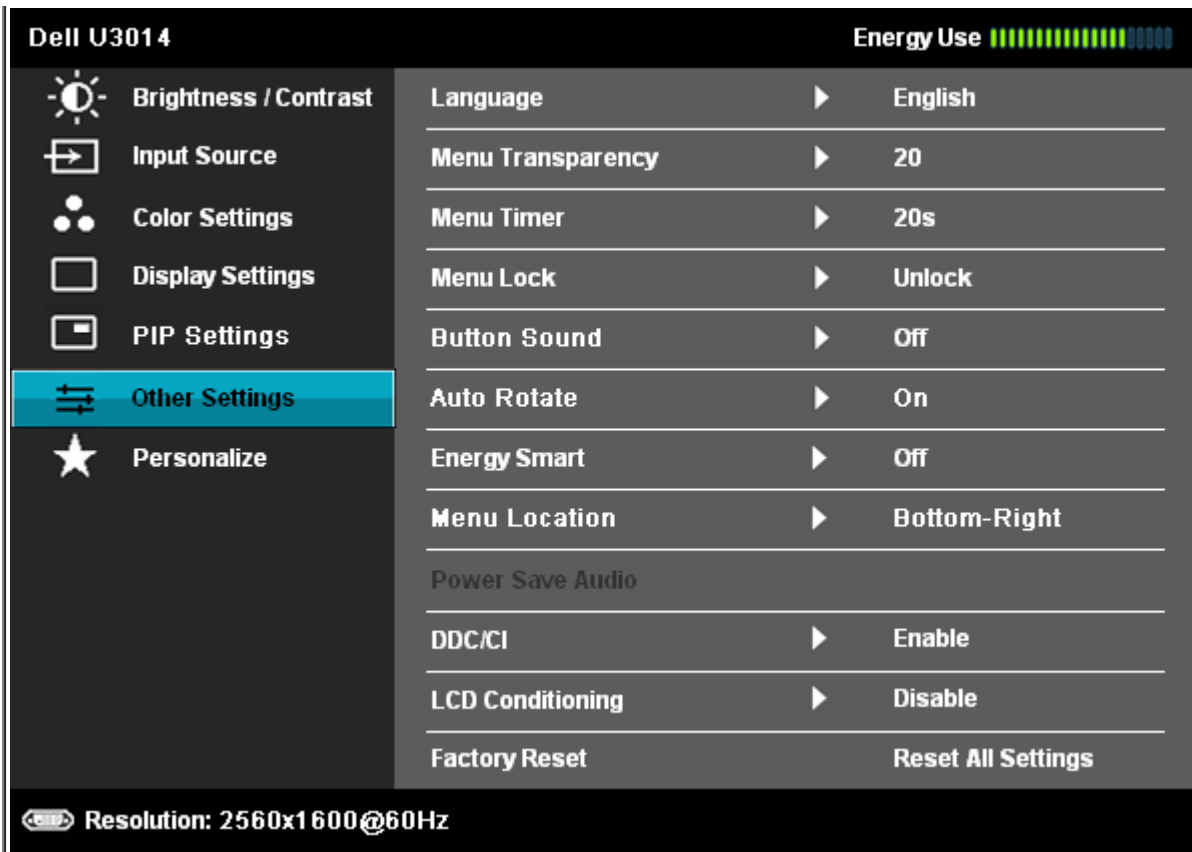 Dell U3014 Energy Use
Brightness / Contrast Language English
Input Source Menu Transparency 20
Color Settings Menu Timer 20s
Display Settings Menu Lock Unlock
PIP Settings Button Sound Off
Other Settings Auto Rotate On
Personalize Energy Smart Off
Menu Location Bottom-Right
Power Save Audio
DDC/CI Enable
LCD Conditioning Disable
Factory Reset Reset All Settings
Resolution: 2560x1600@60Hz